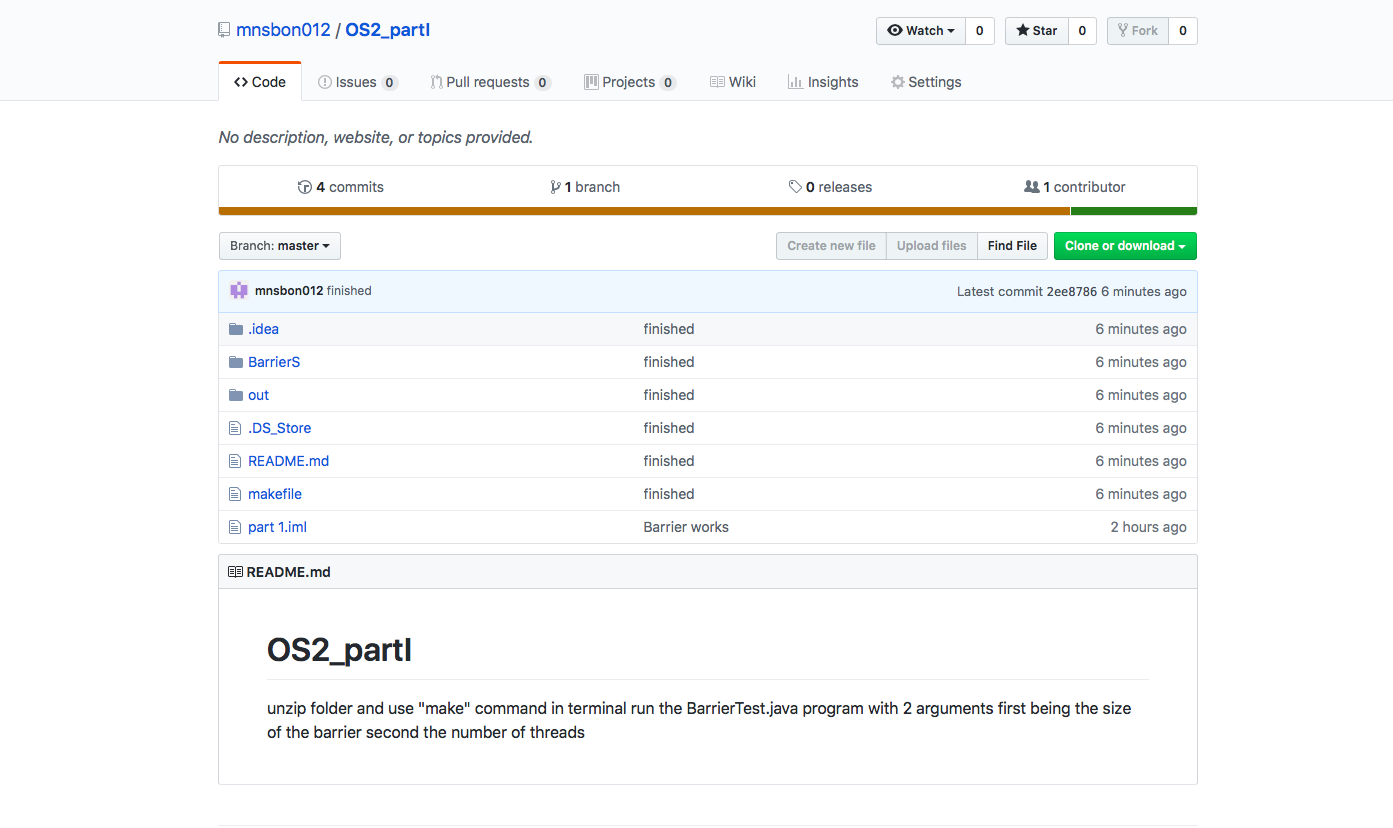 mnsbon012 / OS2_partI
Watch 0 Star 0 Fork 0
Code Issues 0 Pull requests 0 Projects 0 Wiki Insights Settings
No description, website, or topics provided.
4 commits 1 branch 0 releases 1 contributor
Branch: master Create new file Upload files Find File Clone or download
mnsbon012 finished Latest commit 2ee8786 6 minutes ago
.idea finished 6 minutes ago
BarrierS finished 6 minutes ago
out finished 6 minutes ago
.DS_Store finished 6 minutes ago
README.md finished 6 minutes ago
makefile finished 6 minutes ago
part 1.iml Barrier works 2 hours ago
README.md
OS2_partI
unzip folder and use "make" command in terminal run the BarrierTest.java program with 2 arguments first being the size
of the barrier second the number of threads